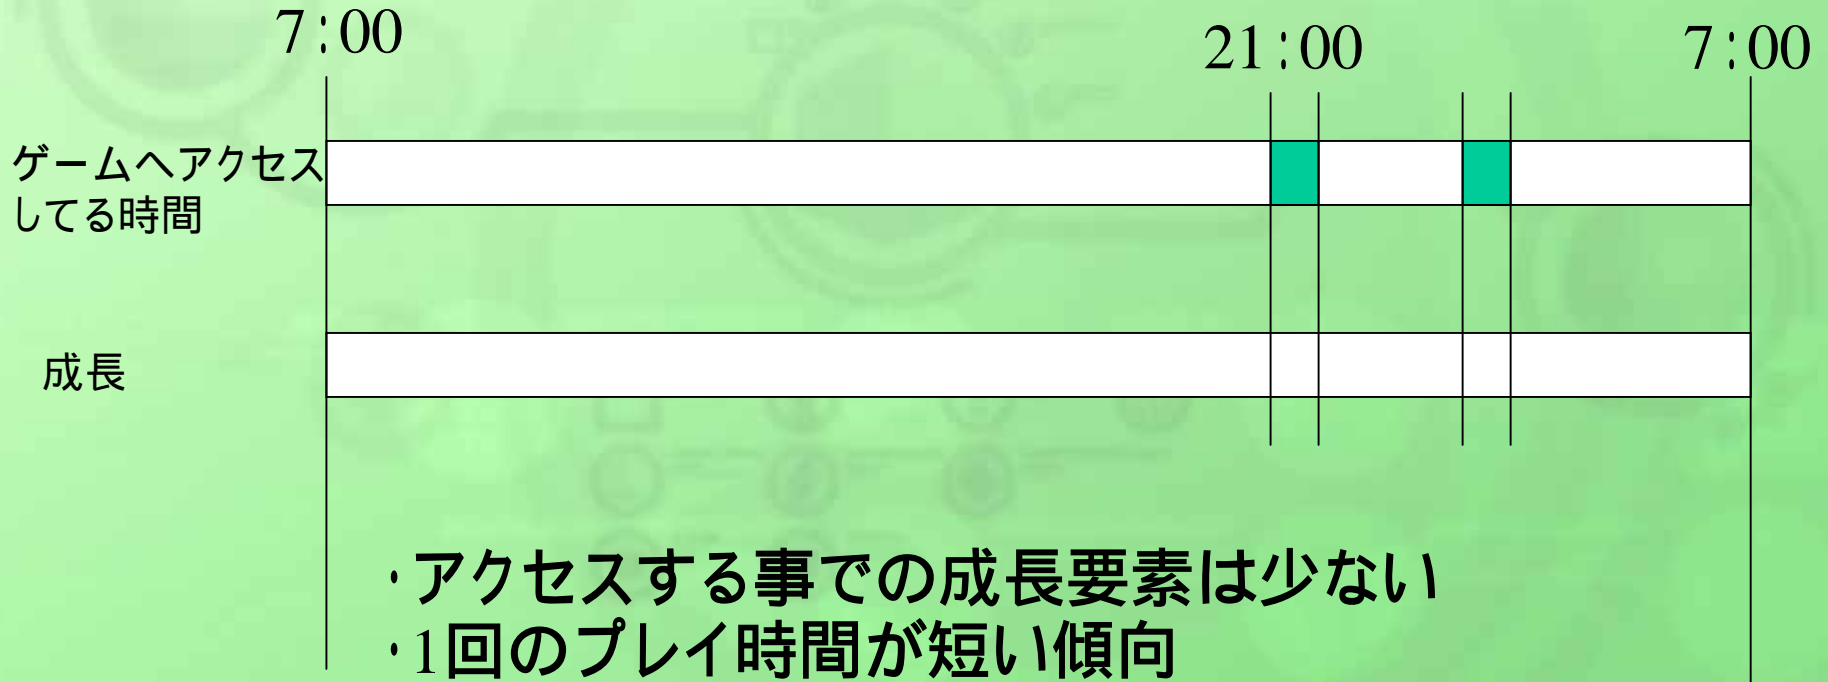 7:00
21:00
7:00
ゲームへアクセス
してる時間
成長
・アクセスする事での成長要素は少ない
・1回のプレイ時間が短い傾向